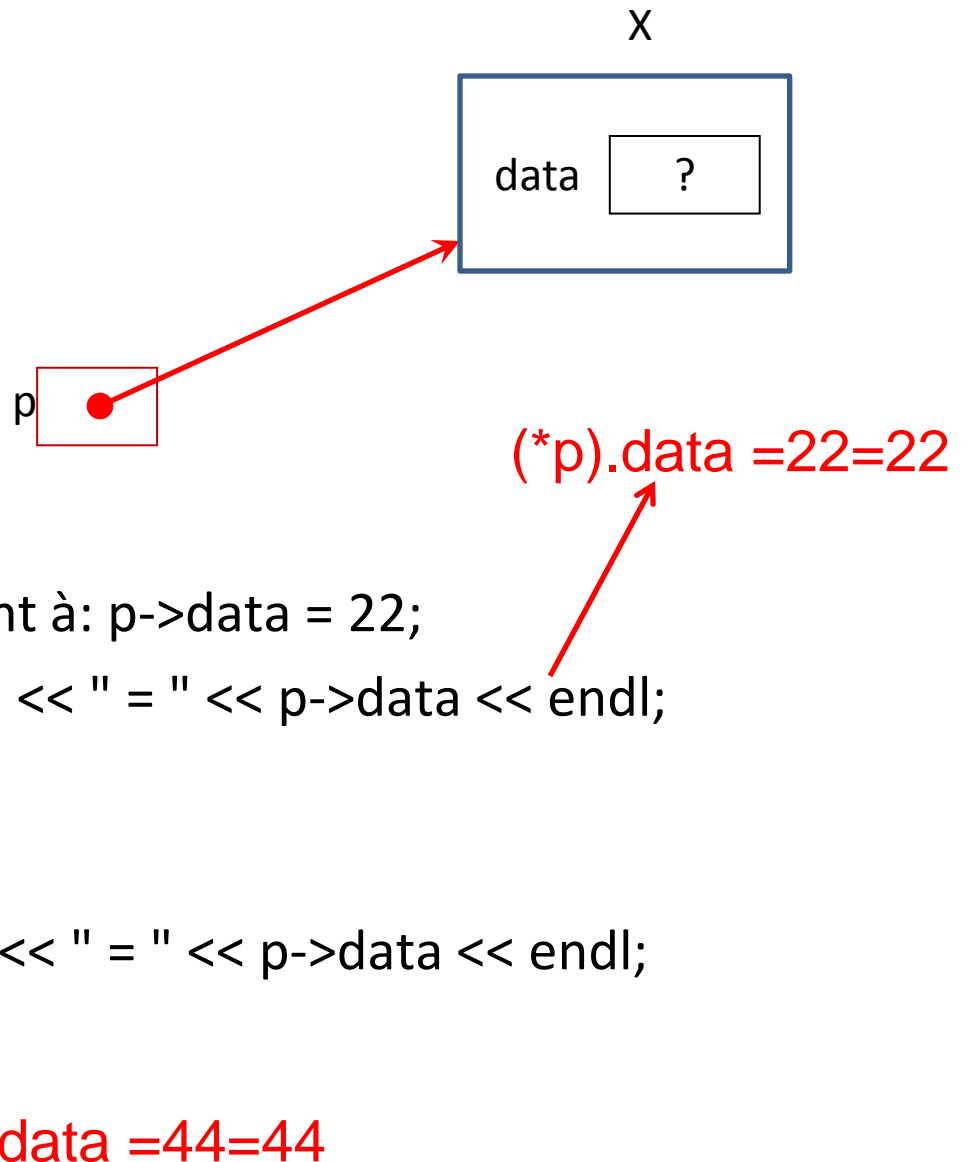 X
data ?
p
(*p).data =22=22
nt à: p->data = 22;
<< " = " << p->data << endl;
<< " = " << p->data << endl;
data =44=44